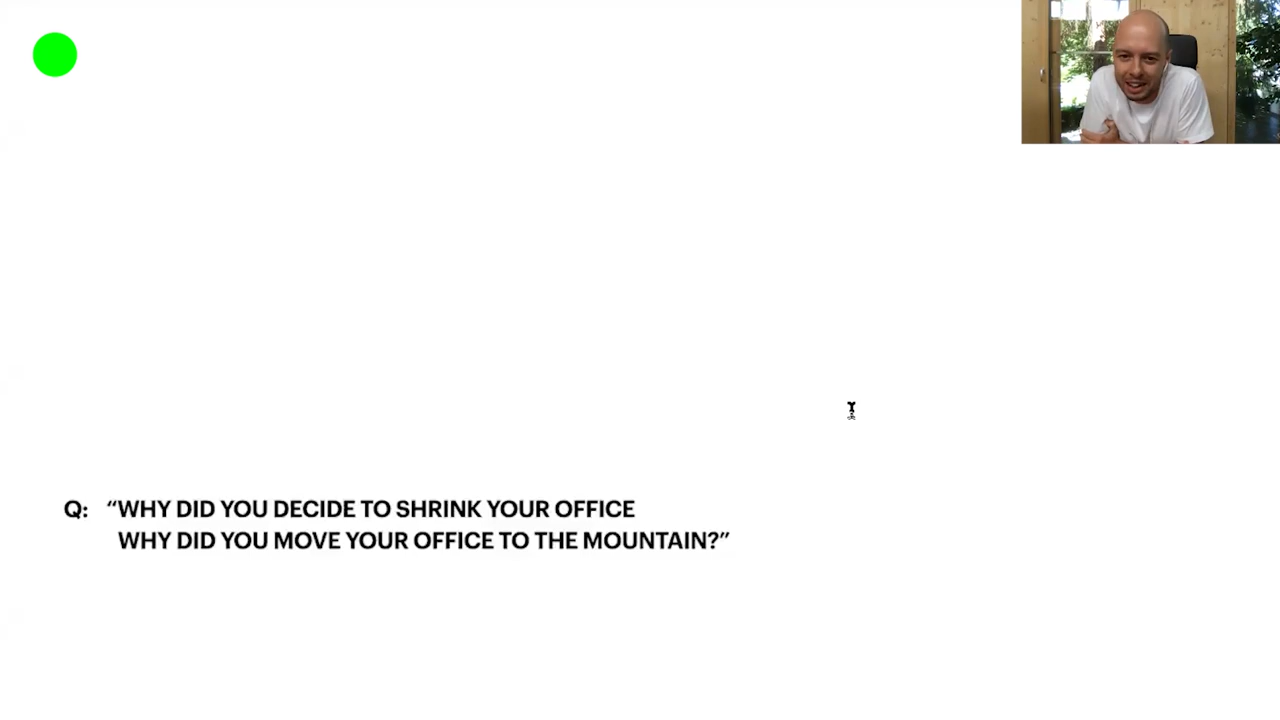 Q: “WHY DID YOU DECIDE TO SHRINK YOUR OFFICE
WHY DID YOU MOVE YOUR OFFICE TO THE MOUNTAIN?”